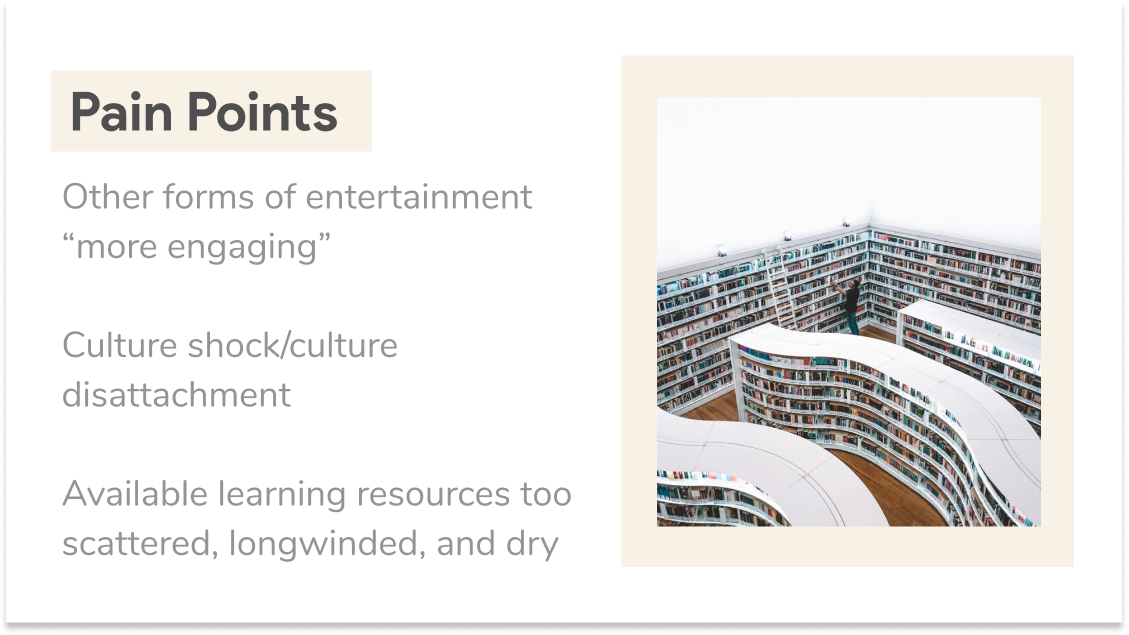 Pain Points
Other forms of entertainment
“more engaging”
Culture shock/culture
disattachment
Available learning resources too
scattered, longwinded, and dry